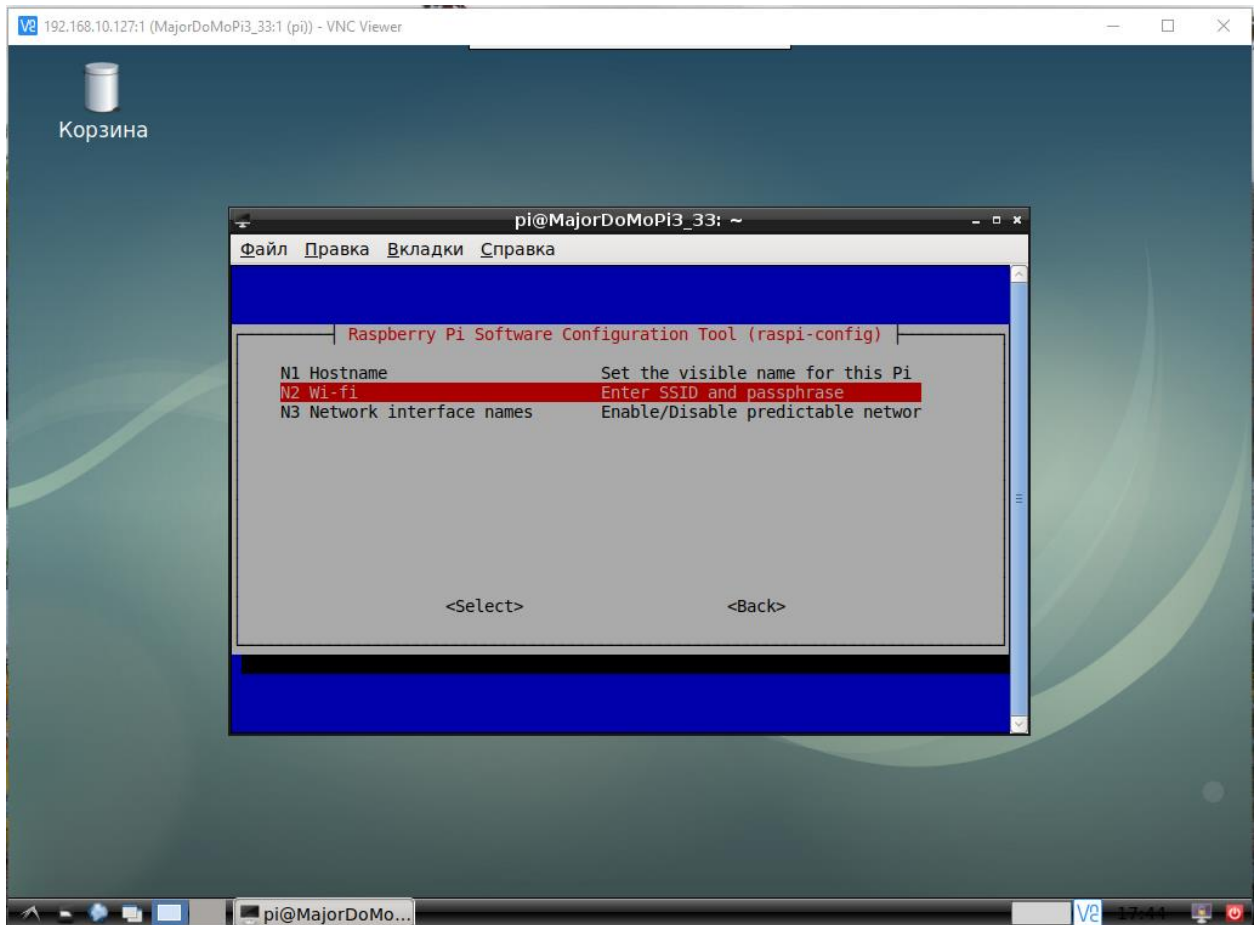 192.168.10.127:1 (MajorDoMoPi3_33:1 (pi)) - VNC Viewer
Корзина
pi@MajorDoMoPi3_33: ~
Файл Правка Вкладки Справка
Raspberry Pi Software Configuration Tool (raspi-config)
N1 Hostname Set the visible name for this Pi
N2 Wi-fi Enter SSID and passphrase
N3 Network interface names Enable/Disable predictable networ
<Select> <Back>
pi@MajorDoMo... 17:44